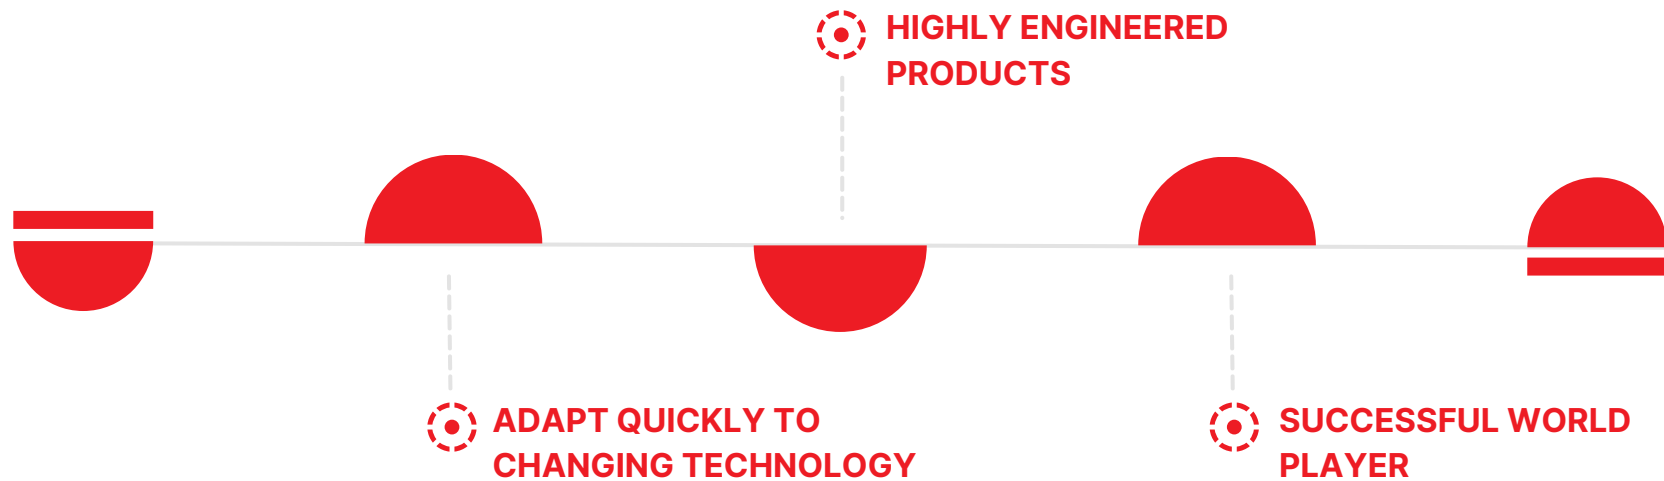 HIGHLY ENGINEERED
PRODUCTS
ADAPT QUICKLY TO
CHANGING TECHNOLOGY
SUCCESSFUL WORLD
PLAYER